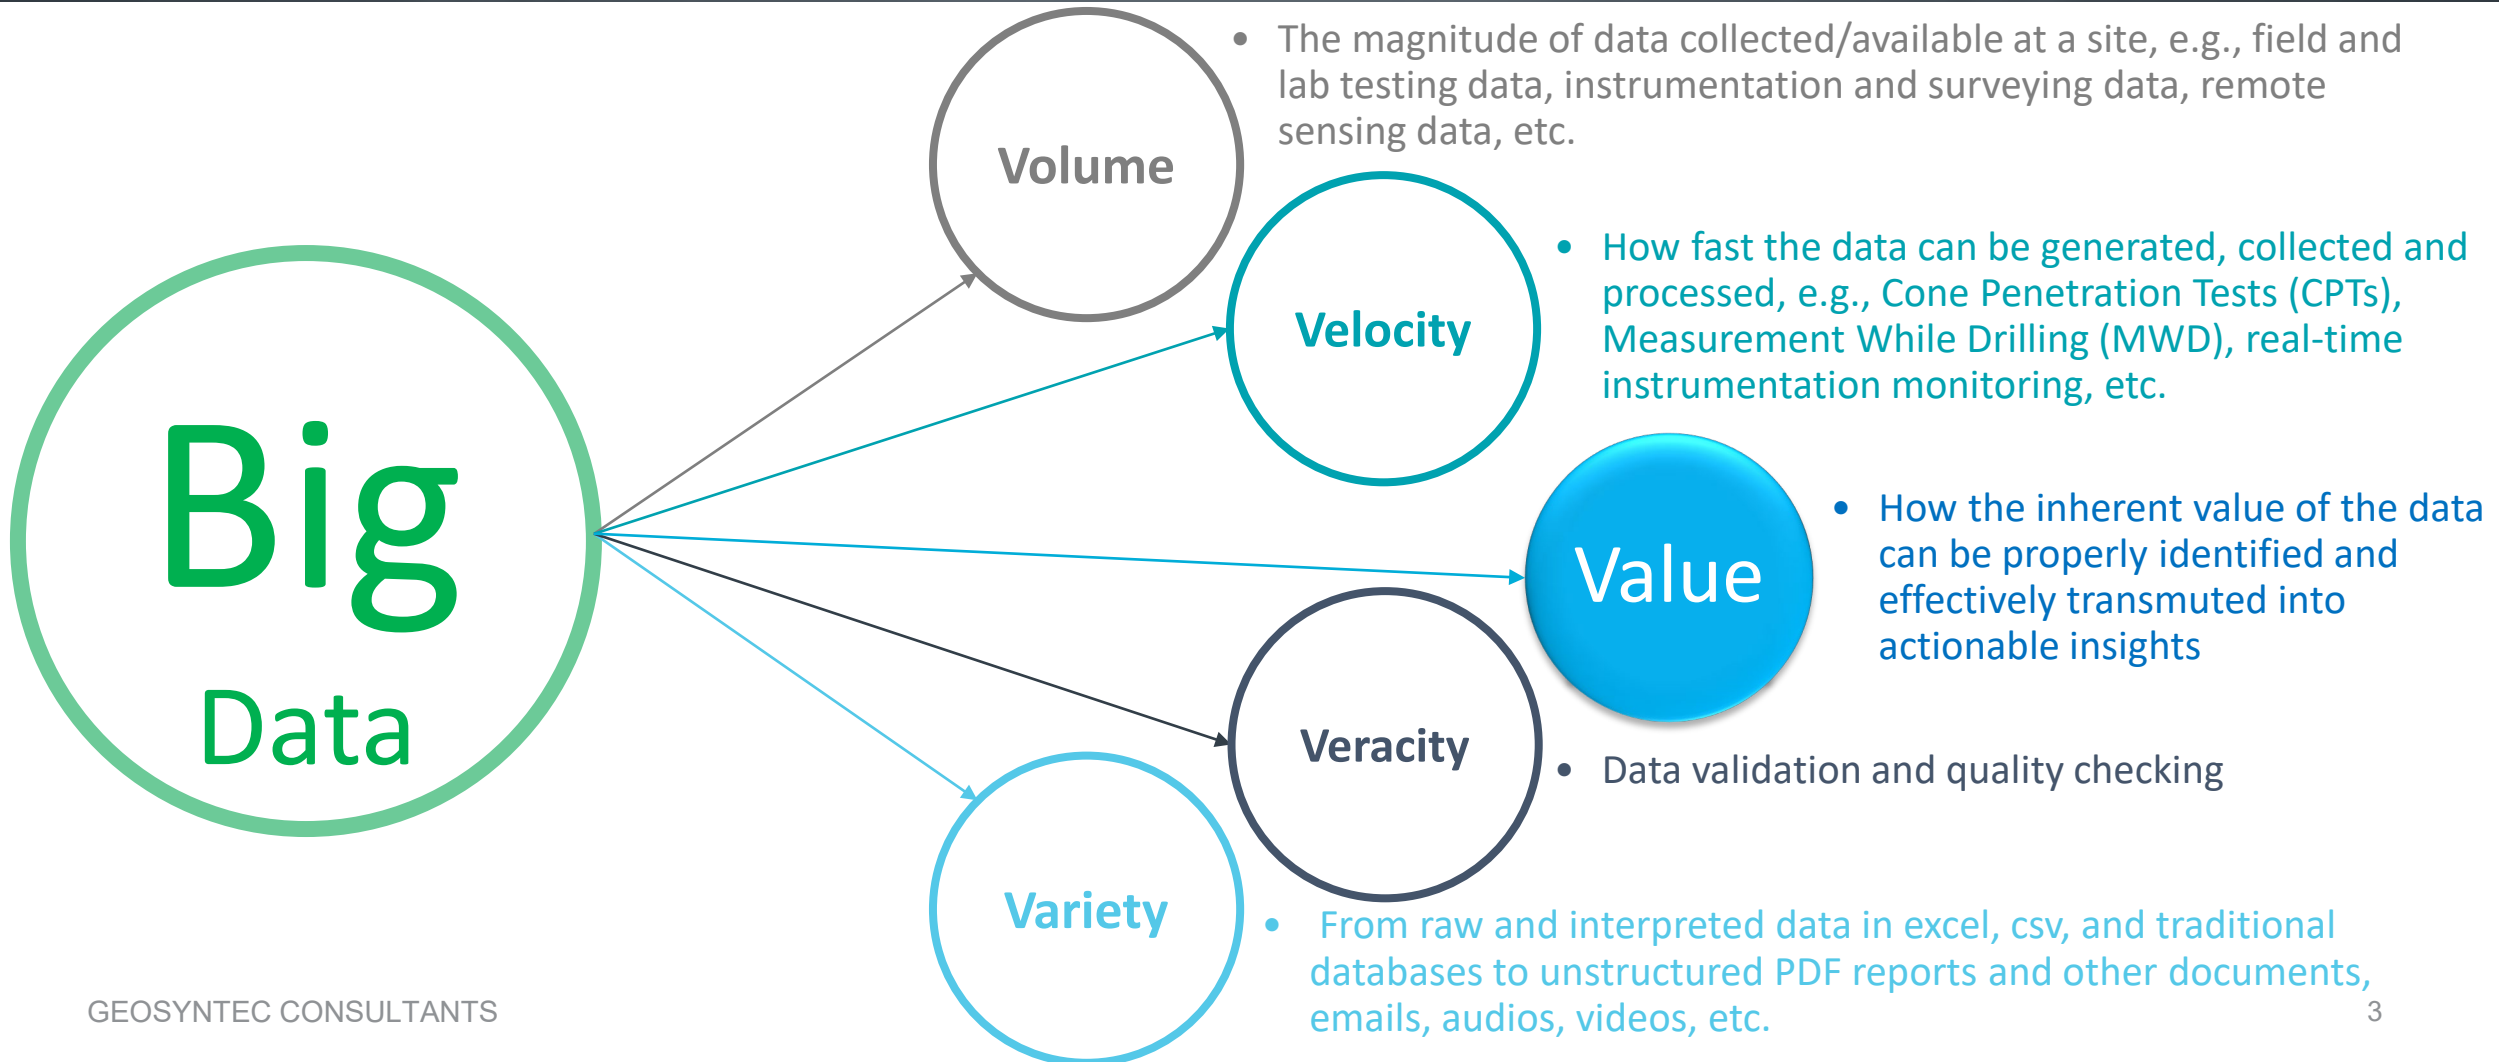 Big
Data
Volume
• The magnitude of data collected/available at a site, e.g., field and
lab testing data, instrumentation and surveying data, remote
sensing data, etc.
Velocity
• How fast the data can be generated, collected and
processed, e.g., Cone Penetration Tests (CPTs),
Measurement While Drilling (MWD), real-time
instrumentation monitoring, etc.
Value
• How the inherent value of the data
can be properly identified and
effectively transmuted into
actionable insights
Veracity
• Data validation and quality checking
Variety
• From raw and interpreted data in excel, csv, and traditional
databases to unstructured PDF reports and other documents,
emails, audios, videos, etc.
GEOSYNTEC CONSULTANTS
3